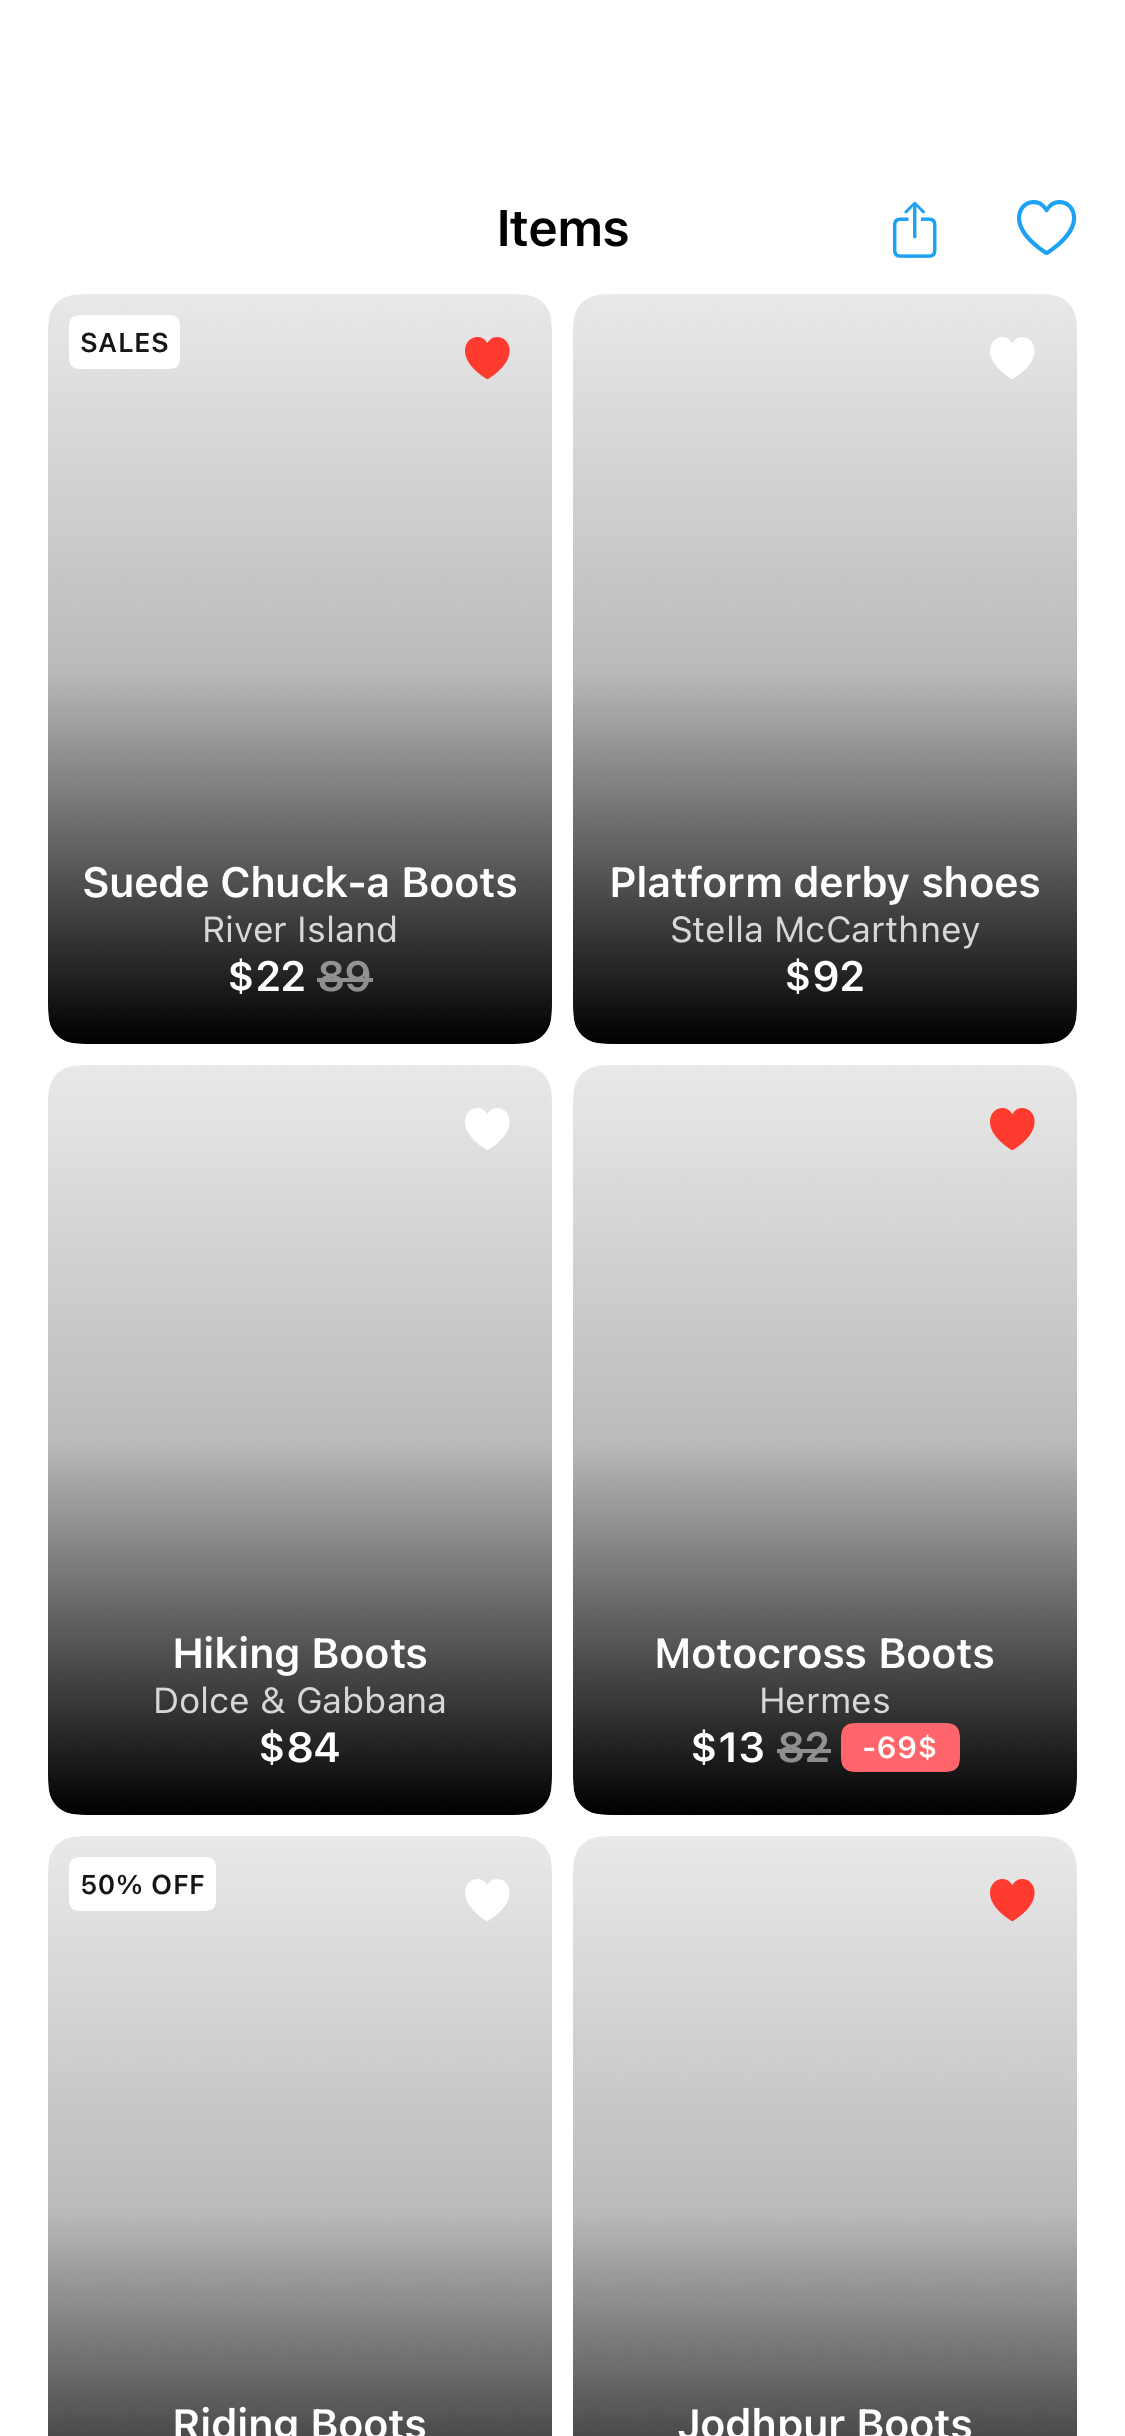 Items
SALES
Suede Chuck-a Boots
River Island
$22 89
Platform derby shoes
Stella McCarthney
$92
Hiking Boots
Dolce & Gabbana
$84
Motocross Boots
Hermes
$13 82 -69$
50% OFF
Riding Boots
Jodhpur Boots